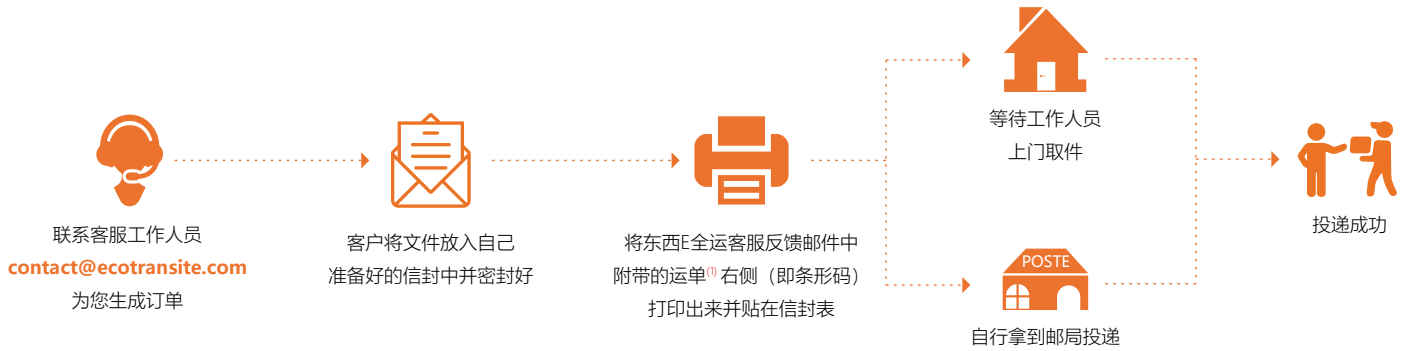 联系客服工作人员
contact@ecotransite.com
为您生成订单
客户将文件放入自己
准备好的信封中并密封好
将东西E全运客服反馈邮件中
附带的运单(1) 右侧（即条形码）
打印出来并贴在信封表
等待工作人员
上门取件
POSTE
自行拿到邮局投递
投递成功